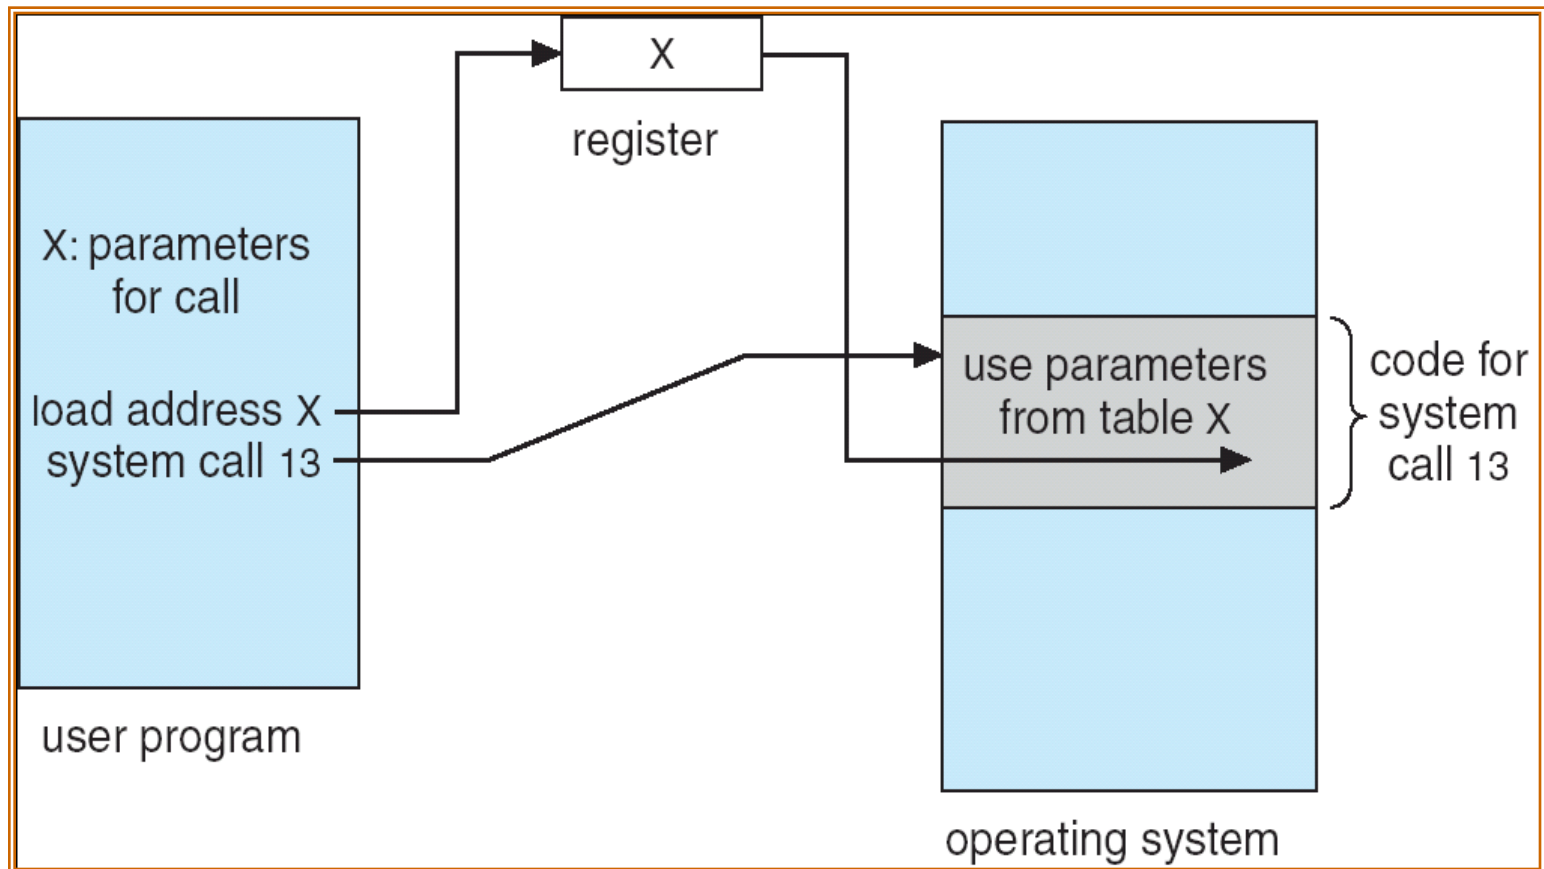 X
register
X: parameters
for call
load address X
system call 13
user program
use parameters
from table X
code for
system
call 13
operating system